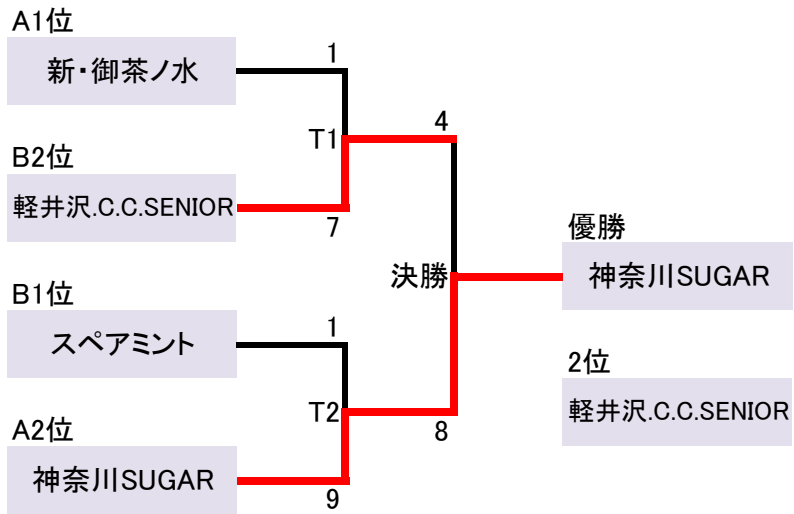 A1位
新・御茶ノ水
1
T1
B2位
軽井沢.C.C.SENIOR
7
4
B1位
スペアミント
1
T2
A2位
神奈川SUGAR
9
8
決勝
優勝
神奈川SUGAR
2位
軽井沢.C.C.SENIOR